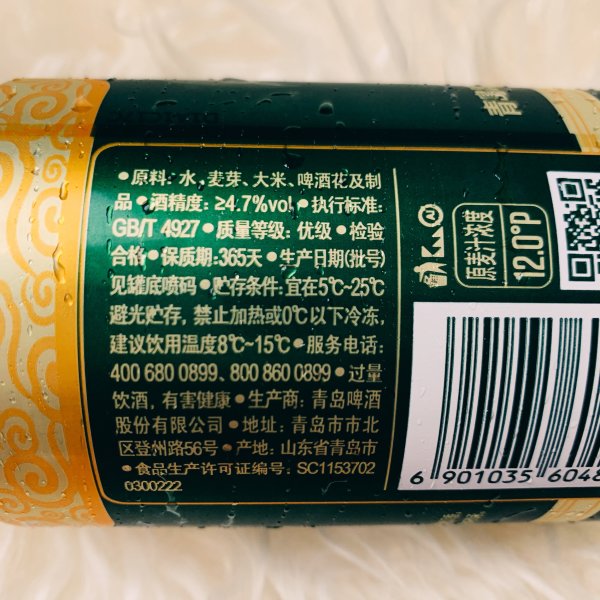 ●原料:水、麦芽、大米、啤酒花及制
品●酒精度:≥4.7%vol●执行标准:
GB/T 4927●质量等级:优级●检验
合格●保质期:365天●生产日期(批号)
见罐底喷码●贮存条件:宜在5℃~25℃
避光贮存,禁止加热或0℃以下冷冻,
建议饮用温度8℃~15℃●服务电话:
400 680 0899、800 860 0899●过量
饮酒,有害健康●生产商:青岛啤酒
股份有限公司●地址:青岛市市北
区登州路56号●产地:山东省青岛市
●食品生产许可证编号:SC1153702
0300222
原麦汁浓度
12.0°P
6 901035 6048
青